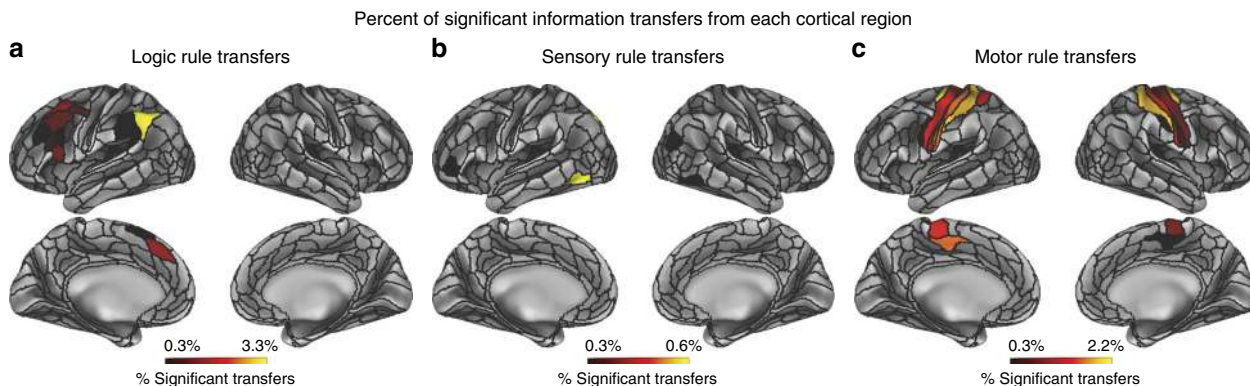 Percent of significant information transfers from each cortical region
a Logic rule transfers
b Sensory rule transfers
c Motor rule transfers
0.3% 3.3%
% Significant transfers
0.3% 0.6%
% Significant transfers
0.3% 2.2%
% Significant transfers